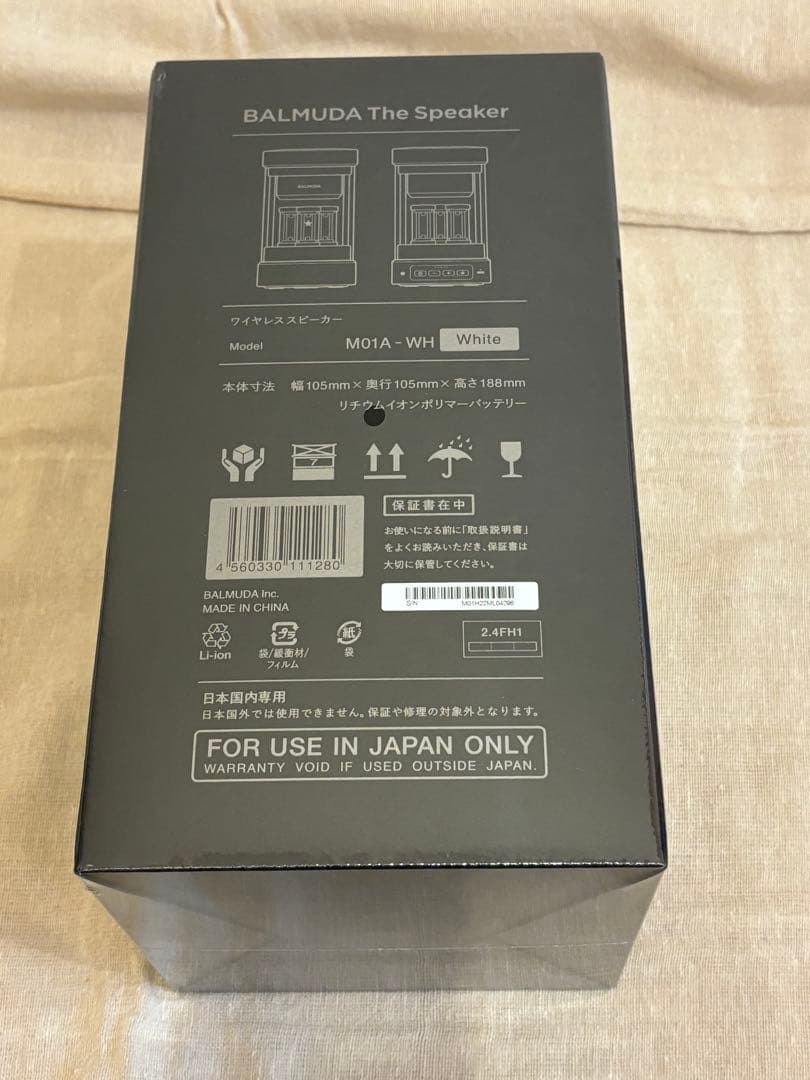 BALMUDA The Speaker
BALMUDA
ワイヤレススピーカー
Model M01A - WH White
本体寸法 幅105mm× 奥行105mm× 高さ188mm
リチウムイオンポリマーバッテリー
7
保証書在中
お使いになる前に「取扱説明書」
をよくお読みいただき、保証書は
大切に保管してください。
4 560330 111280
S/N M01H22ML04296
BALMUDA Inc.
MADE IN CHINA
Li-ion
プラ
袋/緩衝材/
フィルム
紙
袋
2.4FH1
日本国内専用
日本国外では使用できません。保証や修理の対象外となります。
FOR USE IN JAPAN ONLY
WARRANTY VOID IF USED OUTSIDE JAPAN.